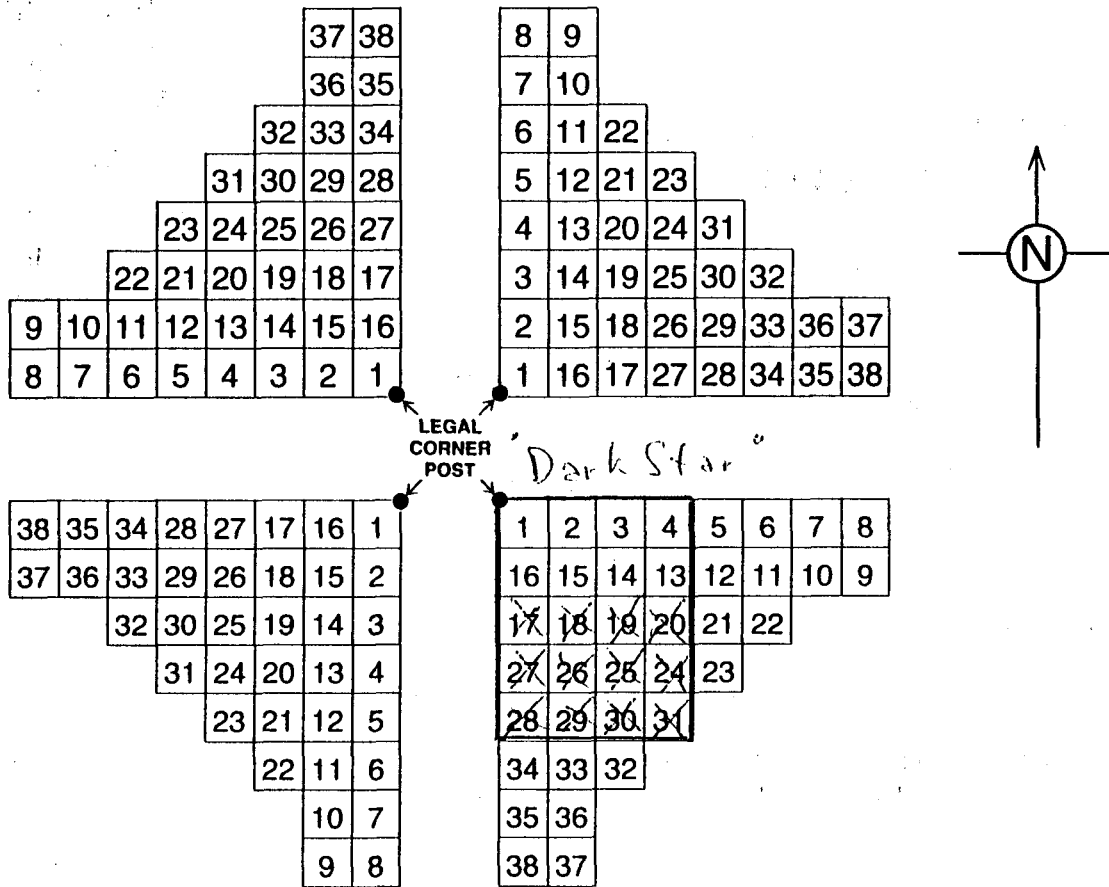 37 38 8 9
36 35 7 10
32 33 34 6 11 22
31 30 29 28 5 12 21 23
23 24 25 26 27 4 13 20 24 31
22 21 20 19 18 17 3 14 19 25 30 32
N
9 10 11 12 13 14 15 16 2 15 18 26 29 33 36 37
8 7 6 5 4 3 2 1 1 16 17 27 28 34 35 38
LEGAL
CORNER
POST
"Dark Star"
38 35 34 28 27 17 16 1 1 2 3 4 5 6 7 8
37 36 33 29 26 18 15 2 16 15 14 13 12 11 10 9
32 30 25 19 14 3 17 18 19 20 21 22
31 24 20 13 4 27 26 25 24 23
23 21 12 5 28 29 30 31
22 11 6 34 33 32
10 7 35 36
9 8 38 37